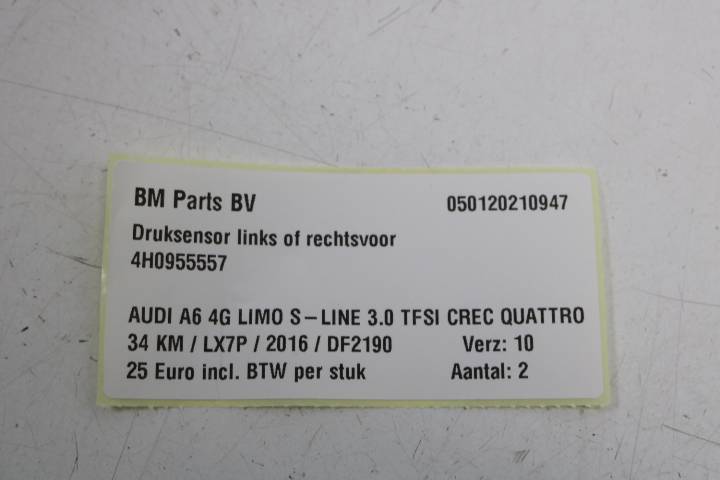 BM Parts BV 050120210947
Druksensor links of rechtsvoor
4H0955557
AUDI A6 4G LIMO S-LINE 3.0 TFSI CREC QUATTRO
34 KM / LX7P / 2016 / DF2190 Verz: 10
25 Euro incl. BTW per stuk Aantal: 2